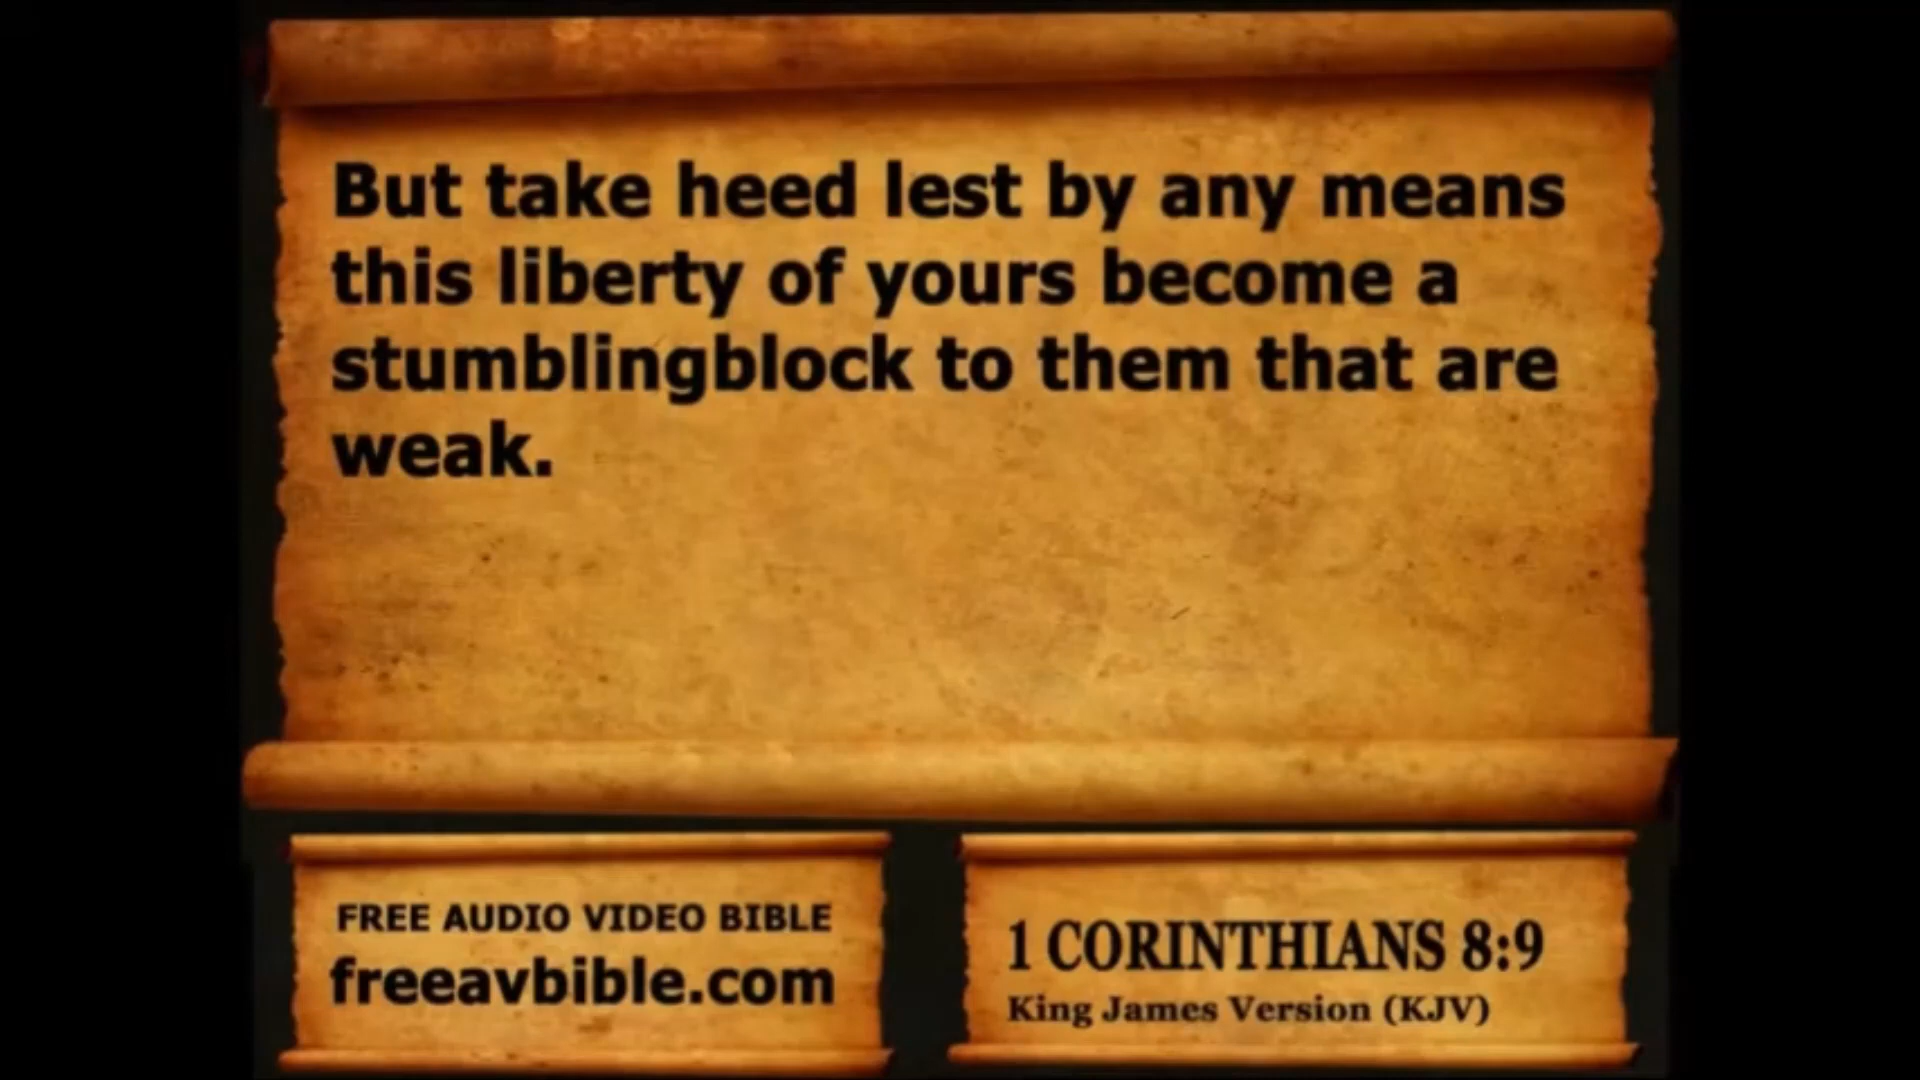 But take heed lest by any means
this liberty of yours become a
stumblingblock to them that are
weak.
FREE AUDIO VIDEO BIBLE
freeavbible.com
1 CORINTHIANS 8:9
King James Version (KJV)